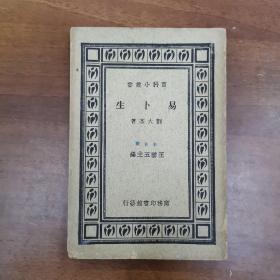 百科小叢書
易卜生
劉大杰著
王雲五主編
商務印書館發行